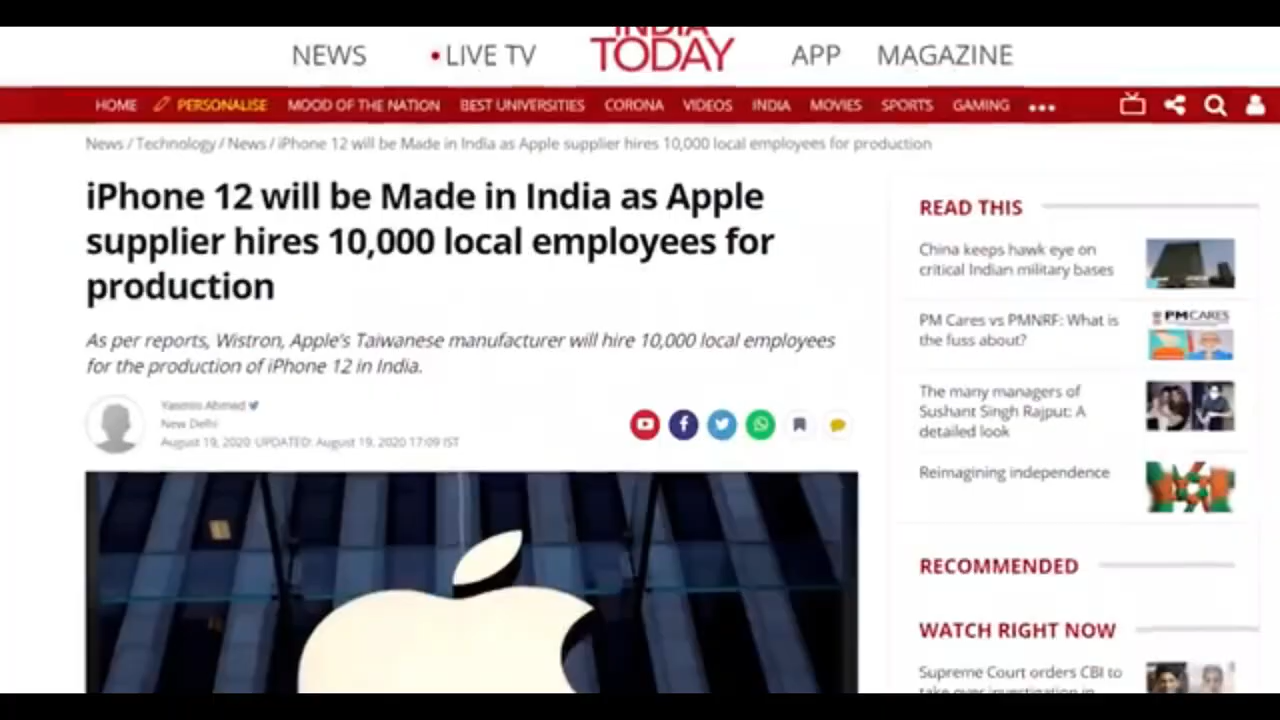 INDIA
TODAY
NEWS
LIVE TV
APP
MAGAZINE
HOME
PERSONALISE
MOOD OF THE NATION
BEST UNIVERSITIES
CORONA
VIDEOS
INDIA
MOVIES
SPORTS
GAMING
News / Technology / News / iPhone 12 will be Made in India as Apple supplier hires 10,000 local employees for production
iPhone 12 will be Made in India as Apple
supplier hires 10,000 local employees for
production
As per reports, Wistron, Apple's Taiwanese manufacturer will hire 10,000 local employees
for the production of iPhone 12 in India.
Yasmin Ahmed
New Delhi
August 19, 2020 UPDATED: August 19, 2020 17:09 IST
READ THIS
China keeps hawk eye on
critical Indian military bases
PM Cares vs PMNRF: What is
the fuss about?
PM CARES
The many managers of
Sushant Singh Rajput: A
detailed look
Reimagining independence
RECOMMENDED
WATCH RIGHT NOW
Supreme Court orders CBI to
take over investigation in